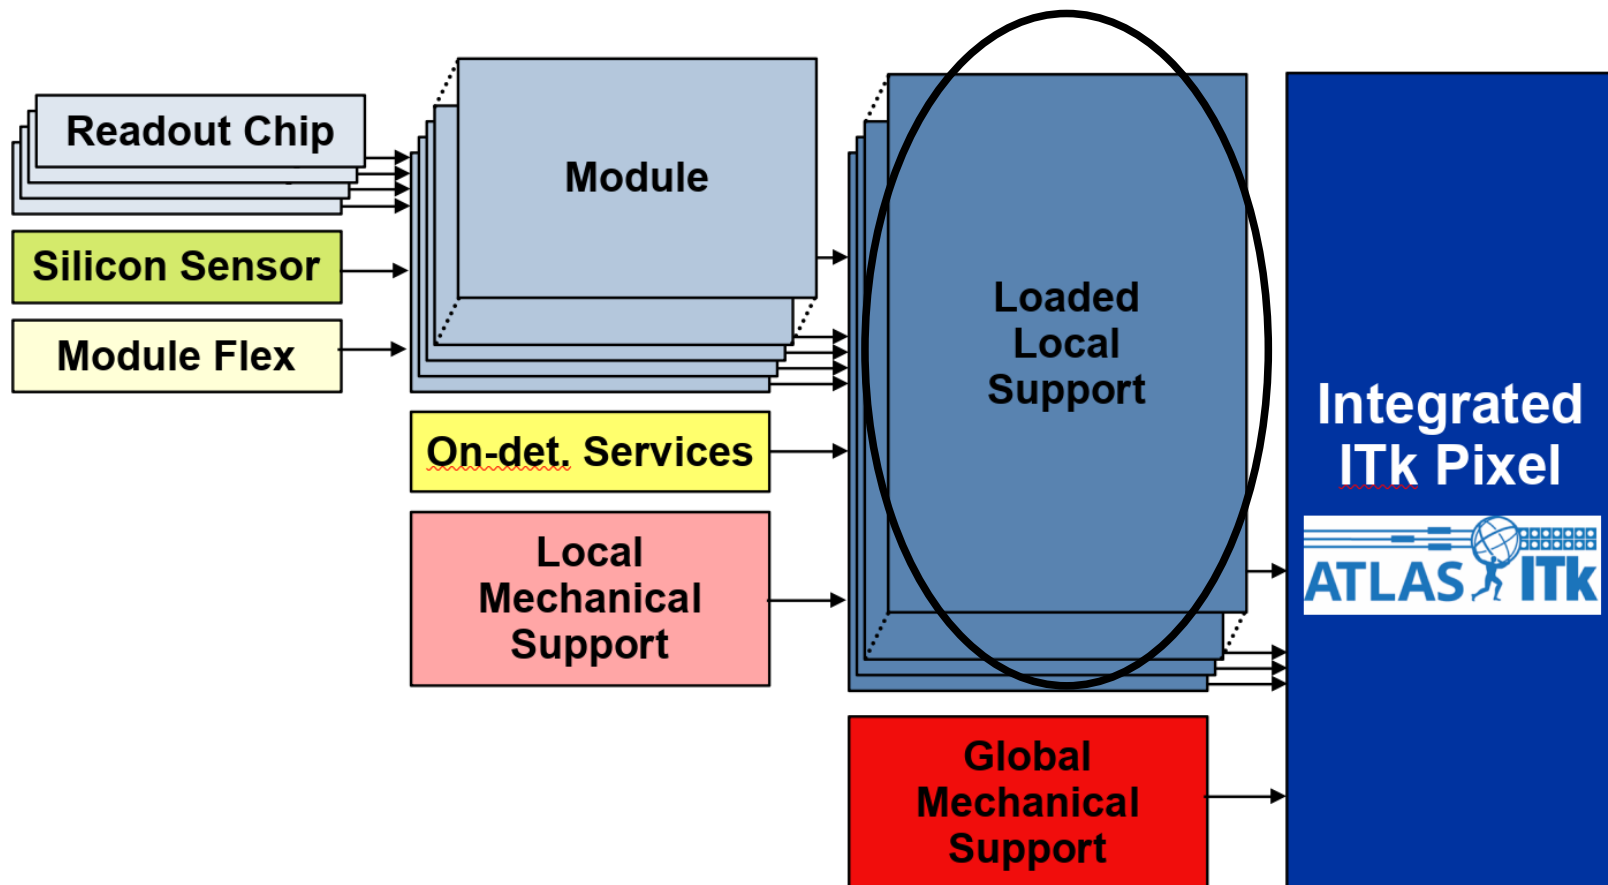 Readout Chip
Silicon Sensor
Module Flex
Module
On-det. Services
Local
Mechanical
Support
Loaded
Local
Support
Global
Mechanical
Support
Integrated
ITk Pixel
ATLAS ITk